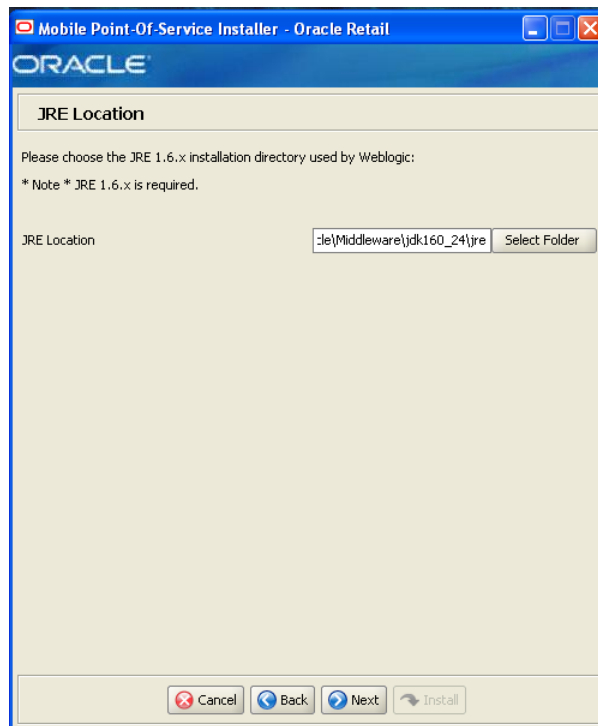 Mobile Point-Of-Service Installer - Oracle Retail
ORACLE
JRE Location
Please choose the JRE 1.6.x installation directory used by Weblogic:
* Note * JRE 1.6.x is required.
JRE Location :le\Middleware\jdk160_24\jre Select Folder
Cancel Back Next Install